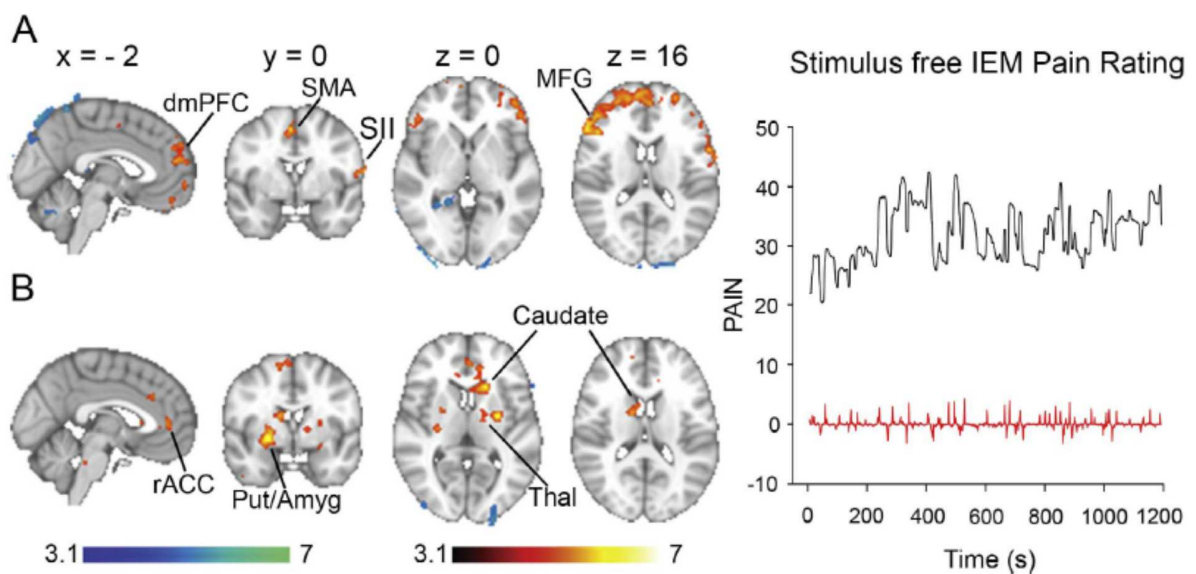 A
x = - 2
y = 0
z = 0
z = 16
dmPFC
SMA
SII
MFG
B
rACC
Put/Amyg
Caudate
Thal
3.1
7
3.1
7
Stimulus free IEM Pain Rating
PAIN
50
40
30
20
10
0
-10
0 200 400 600 800 1000 1200
Time (s)